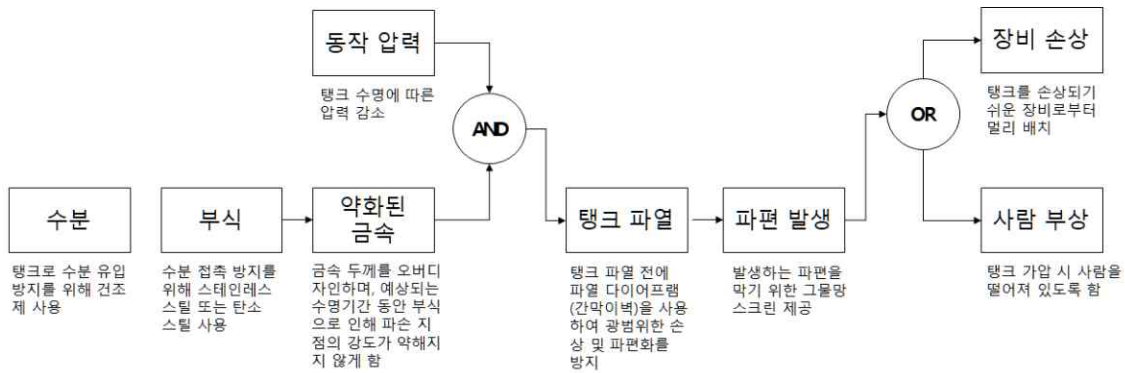 동작 압력
탱크 수명에 따른
압력 감소
AND
장비 손상
탱크를 손상되기
쉬운 장비로부터
멀리 배치
OR
수분
탱크로 수분 유입
방지를 위해 건조
제 사용
부식
수분 접촉 방지를
위해 스테인레스
스틸 또는 탄소
스틸 사용
약화된
금속
금속 두께를 오버디
자인하며, 예상되는
수명기간 동안 부식
으로 인해 파손 지
점의 강도가 약해지
지 않게 함
탱크 파열
탱크 파열 전에
파열 다이어프램
(간막이벽)을 사용
하여 광범위한 손
상 및 파편화를
방지
파편 발생
발생하는 파편을
막기 위한 그물망
스크린 제공
사람 부상
탱크 가압 시 사람을
떨어져 있도록 함